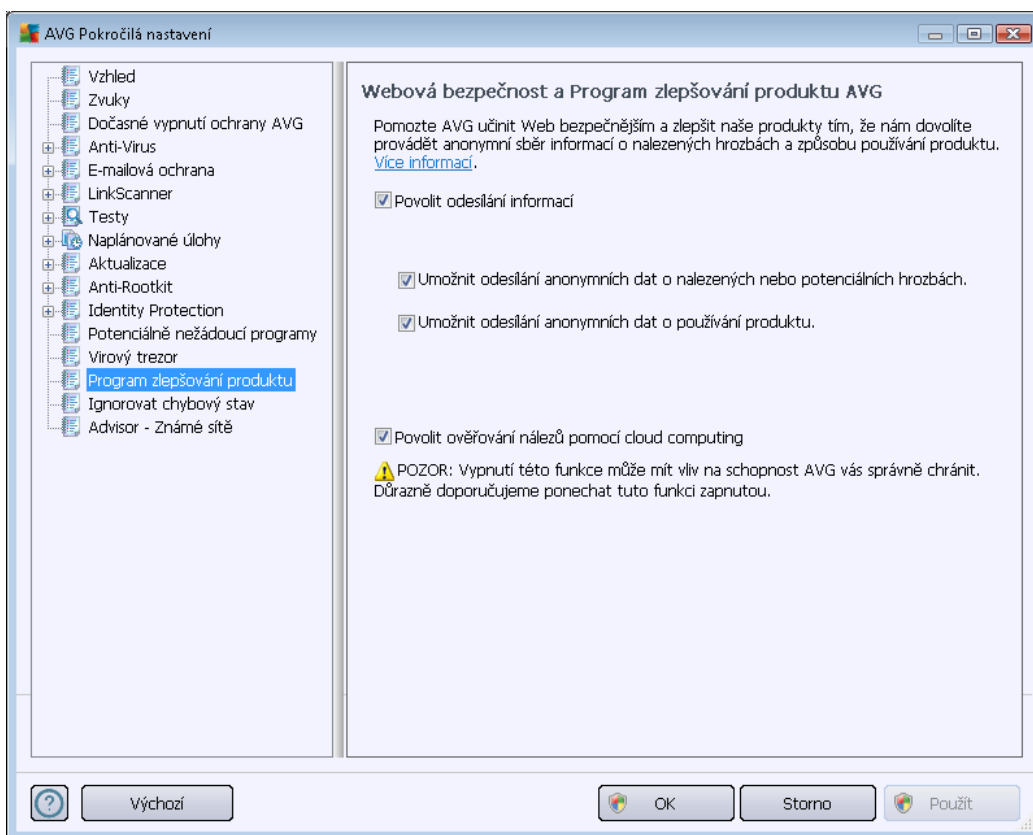 AVG Pokročilá nastavení
Vzhled
Zvuky
Dočasné vypnutí ochrany AVG
Anti-Virus
E-mailová ochrana
LinkScanner
Testy
Naplánované úlohy
Aktualizace
Anti-Rootkit
Identity Protection
Potenciálně nežádoucí programy
Virový trezor
Program zlepšování produktu
Ignorovat chybový stav
Advisor - Známé sítě
Webová bezpečnost a Program zlepšování produktu AVG
Pomozte AVG učinit Web bezpečnějším a zlepšit naše produkty tím, že nám dovolíte
provádět anonymní sběr informací o nalezených hrozbách a způsobu používání produktu.
Více informací.
Povolit odesílání informací
Umožnit odesílání anonymních dat o nalezených nebo potenciálních hrozbách.
Umožnit odesílání anonymních dat o používání produktu.
Povolit ověřování nálezů pomocí cloud computing
POZOR: Vypnutí této funkce může mít vliv na schopnost AVG vás správně chránit.
Důrazně doporučujeme ponechat tuto funkci zapnutou.
Výchozí
OK
Storno
Použít